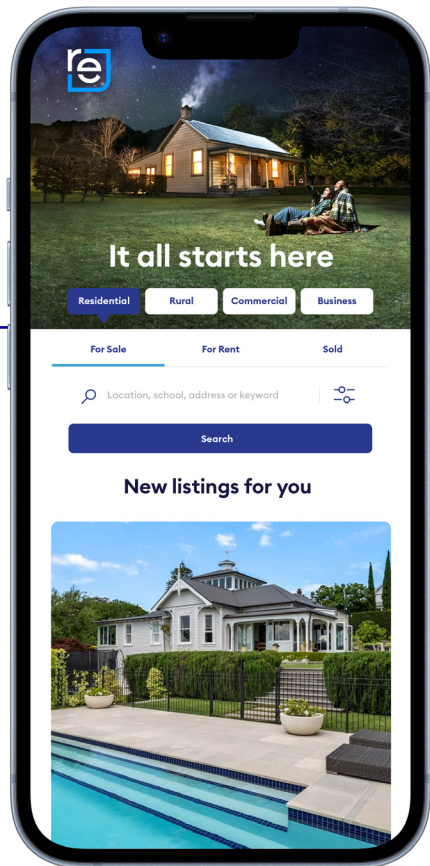 re
It all starts here
Residential Rural Commercial Business
For Sale For Rent Sold
Location, school, address or keyword
Search
New listings for you